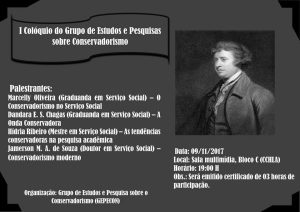 I Colóquio do Grupo de Estudos e Pesquisas
sobre Conservadorismo
Palestrantes:
Marcelly Oliveira (Graduanda em Serviço Social) – O
Conservadorismo no Serviço Social
Dandara E. S. Chagas (Graduanda em Serviço Social) – A
Onda Conservadora
Hidria Ribeiro (Mestre em Serviço Social) – As tendências
conservadoras na pesquisa acadêmica
Jamerson M. A. de Souza (Doutor em Serviço Social) –
Conservadorismo moderno
Organização: Grupo de Estudos e Pesquisa sobre o
Conservadorismo (GEPECON)
Data: 09/11/2017
Local: Sala multimídia, Bloco C (CCHLA)
Horário: 19:00 H
Obs.: Será emitido certificado de 03 horas de
participação.